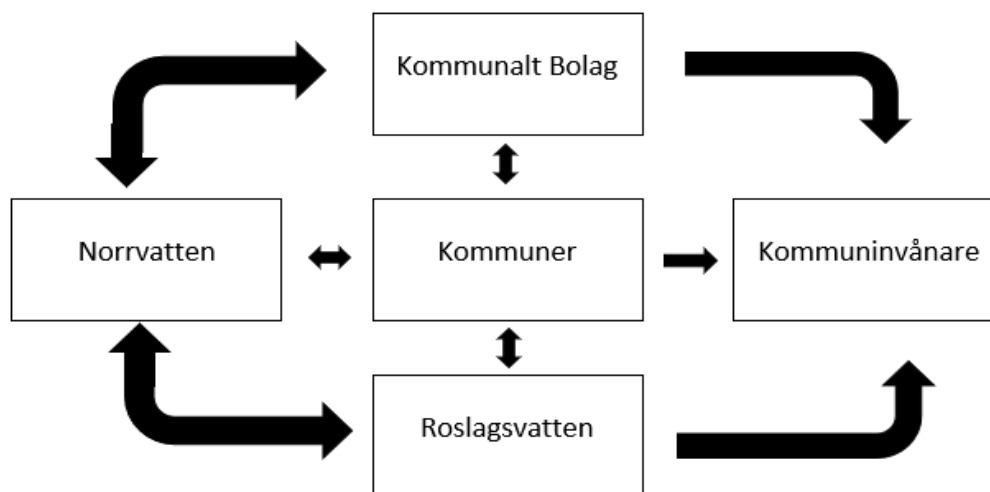 Kommunalt Bolag
Norrvatten
Kommuner
Kommuninvånare
Roslagsvatten